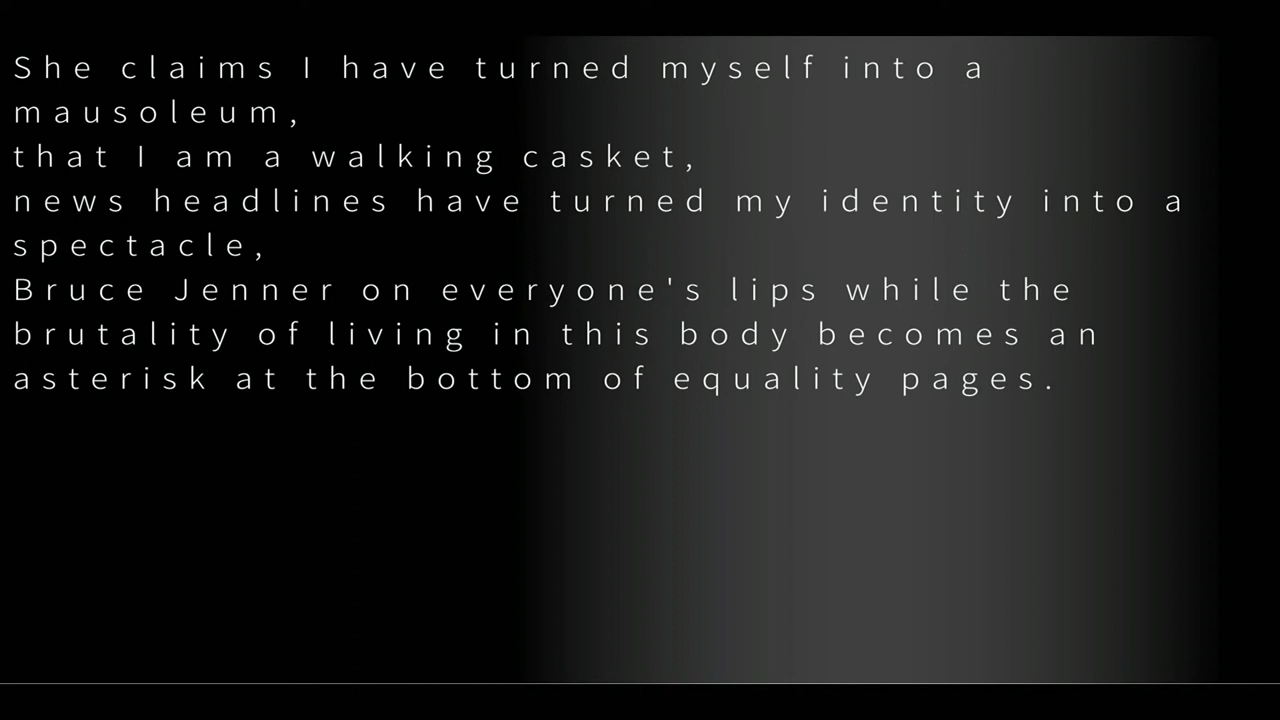 She claims I have turned myself into a
mausoleum,
that I am a walking casket,
news headlines have turned my identity into a
spectacle,
Bruce Jenner on everyone's lips while the
brutality of living in this body becomes an
asterisk at the bottom of equality pages.